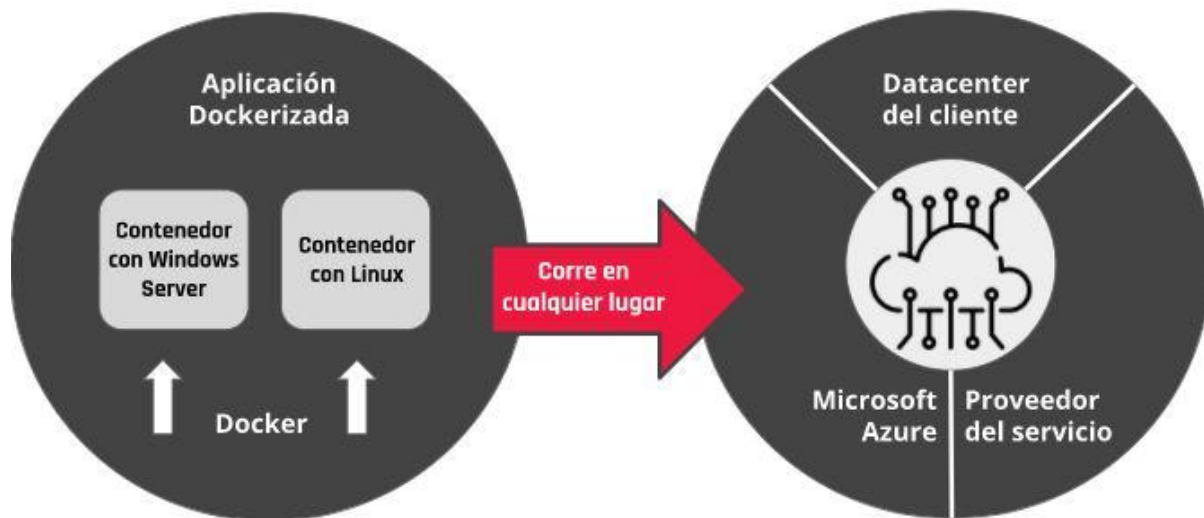 Aplicación
Dockerizada
Contenedor
con Windows
Server
Contenedor
con Linux
Docker
Corre en
cualquier lugar
Datacenter
del cliente
Microsoft
Azure
Proveedor
del servicio